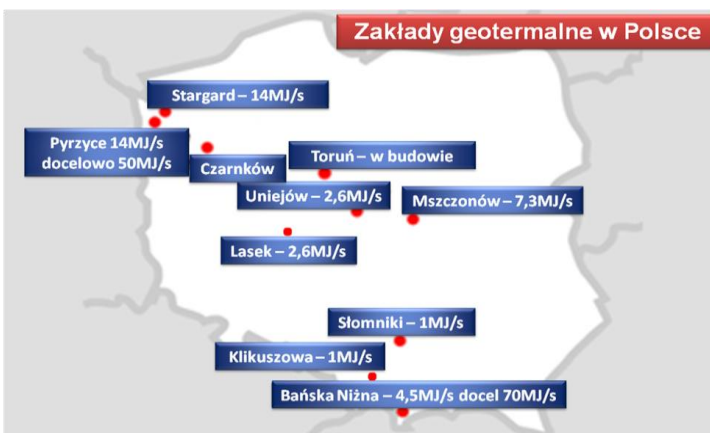 Zakłady geotermalne w Polsce
Stargard – 14MJ/s
Pyrzyce 14MJ/s
docelowo 50MJ/s
Czarnków
Toruń – w budowie
Uniejów – 2,6MJ/s
Mszczonów – 7,3MJ/s
Lasek – 2,6MJ/s
Słomniki – 1MJ/s
Klikuszowa – 1MJ/s
Bańska Niżna – 4,5MJ/s docel 70MJ/s